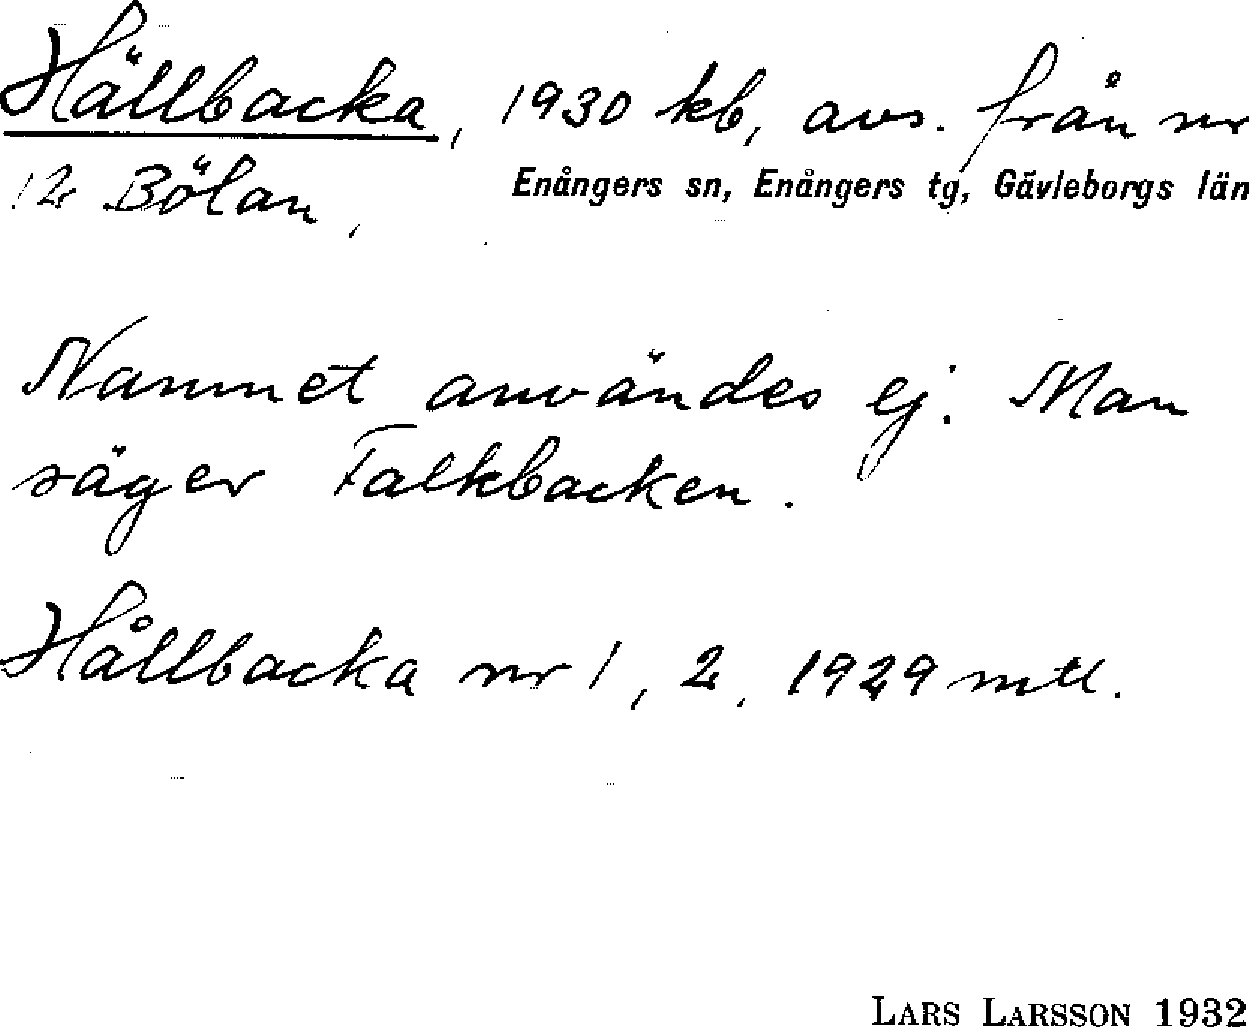 Hällbacka, 1930 kb, avs. från nr
12 Bölan,
Enångers sn, Enångers tg, Gävleborgs län
Namnet användes ej. Man
säger Falkbacken.
Hållbacka nr 1, 2, 1929 mtl.
LARS LARSSON 1932